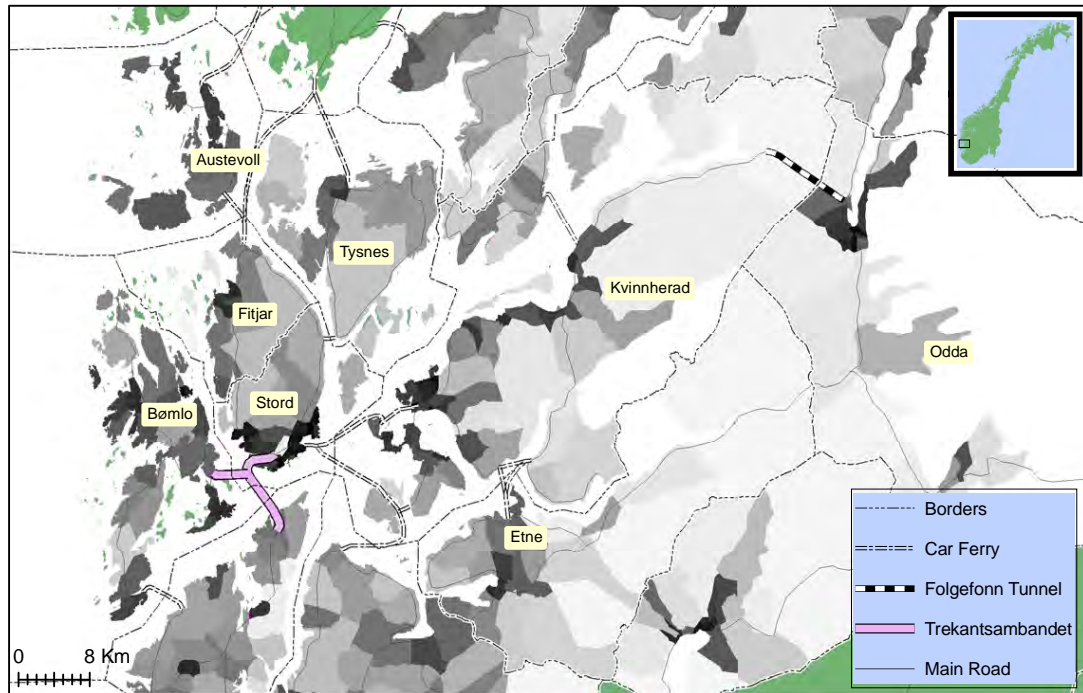 Austevoll
Tysnes
Kvinnherad
Fitjar
Odda
Bømlo
Stord
Etne
Borders
Car Ferry
Folgefonn Tunnel
Trekantsambandet
Main Road
0 8 Km